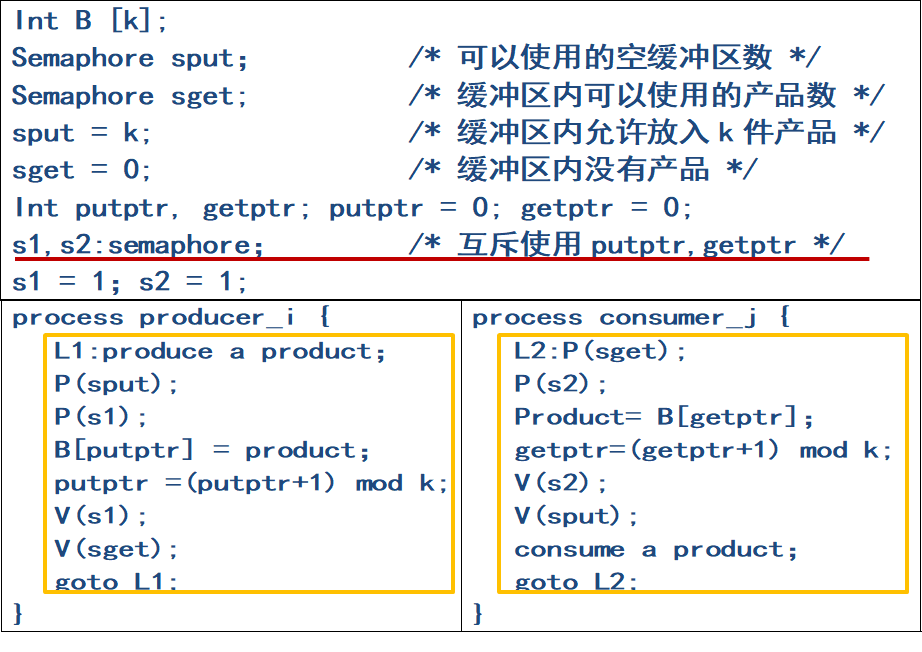 Int B [k];
Semaphore sput; /* 可以使用的空缓冲区数 */
Semaphore sget; /* 缓冲区内可以使用的产品数 */
sput = k; /* 缓冲区内允许放入 k 件产品 */
sget = 0; /* 缓冲区内没有产品 */
Int putptr, getptr; putptr = 0; getptr = 0;
s1,s2:semaphore; /* 互斥使用 putptr,getptr */
s1 = 1; s2 = 1;
process producer_i {
L1:produce a product;
P(sput);
P(s1);
B[putptr] = product;
putptr =(putptr+1) mod k;
V(s1);
V(sget);
goto L1;
}
process consumer_j {
L2:P(sget);
P(s2);
Product= B[getptr];
getptr=(getptr+1) mod k;
V(s2);
V(sput);
consume a product;
goto L2;
}